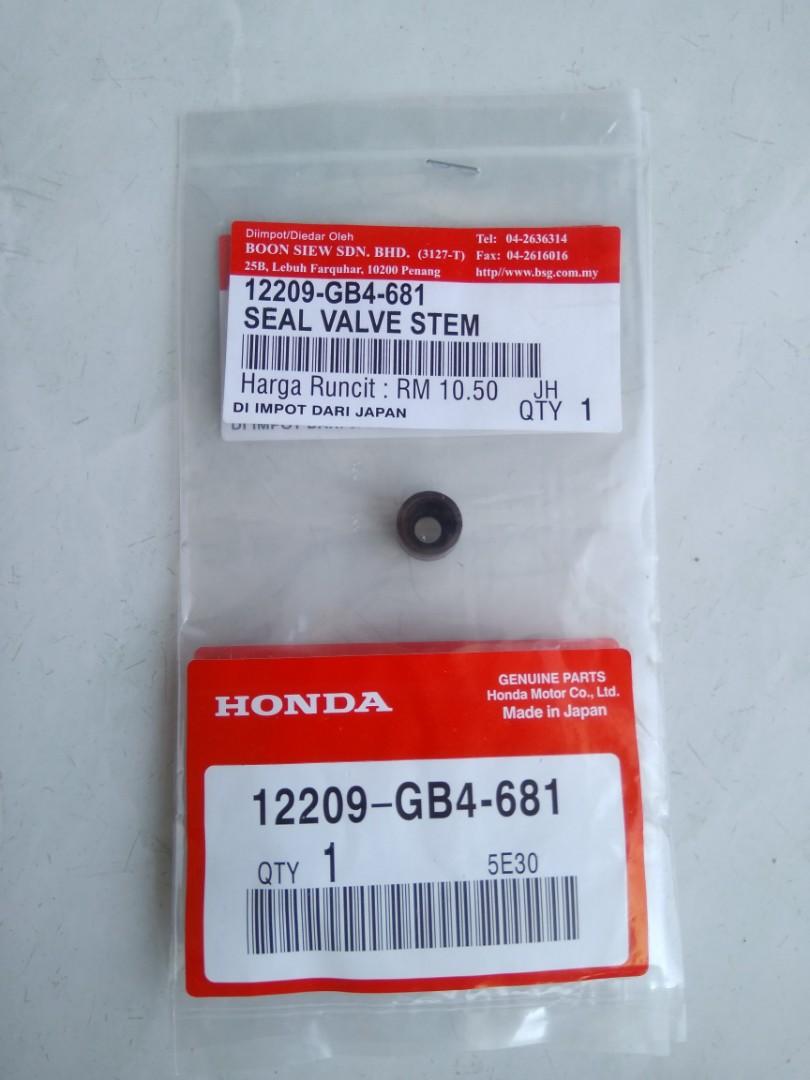 Diimpot/Diedar Oleh
BOON SIEW SDN. BHD. (3127-T)
25B, Lebuh Farquhar, 10200 Penang
Tel: 04-2636314
Fax: 04-2616016
http//www.bsg.com.my
12209-GB4-681
SEAL VALVE STEM
Harga Runcit : RM 10.50 JH
DI IMPOT DARI JAPAN QTY 1
DI IMPOT DARI
HONDA
GENUINE PARTS
Honda Motor Co., Ltd.
Made in Japan
12209-GB4-681
QTY 1 5E30